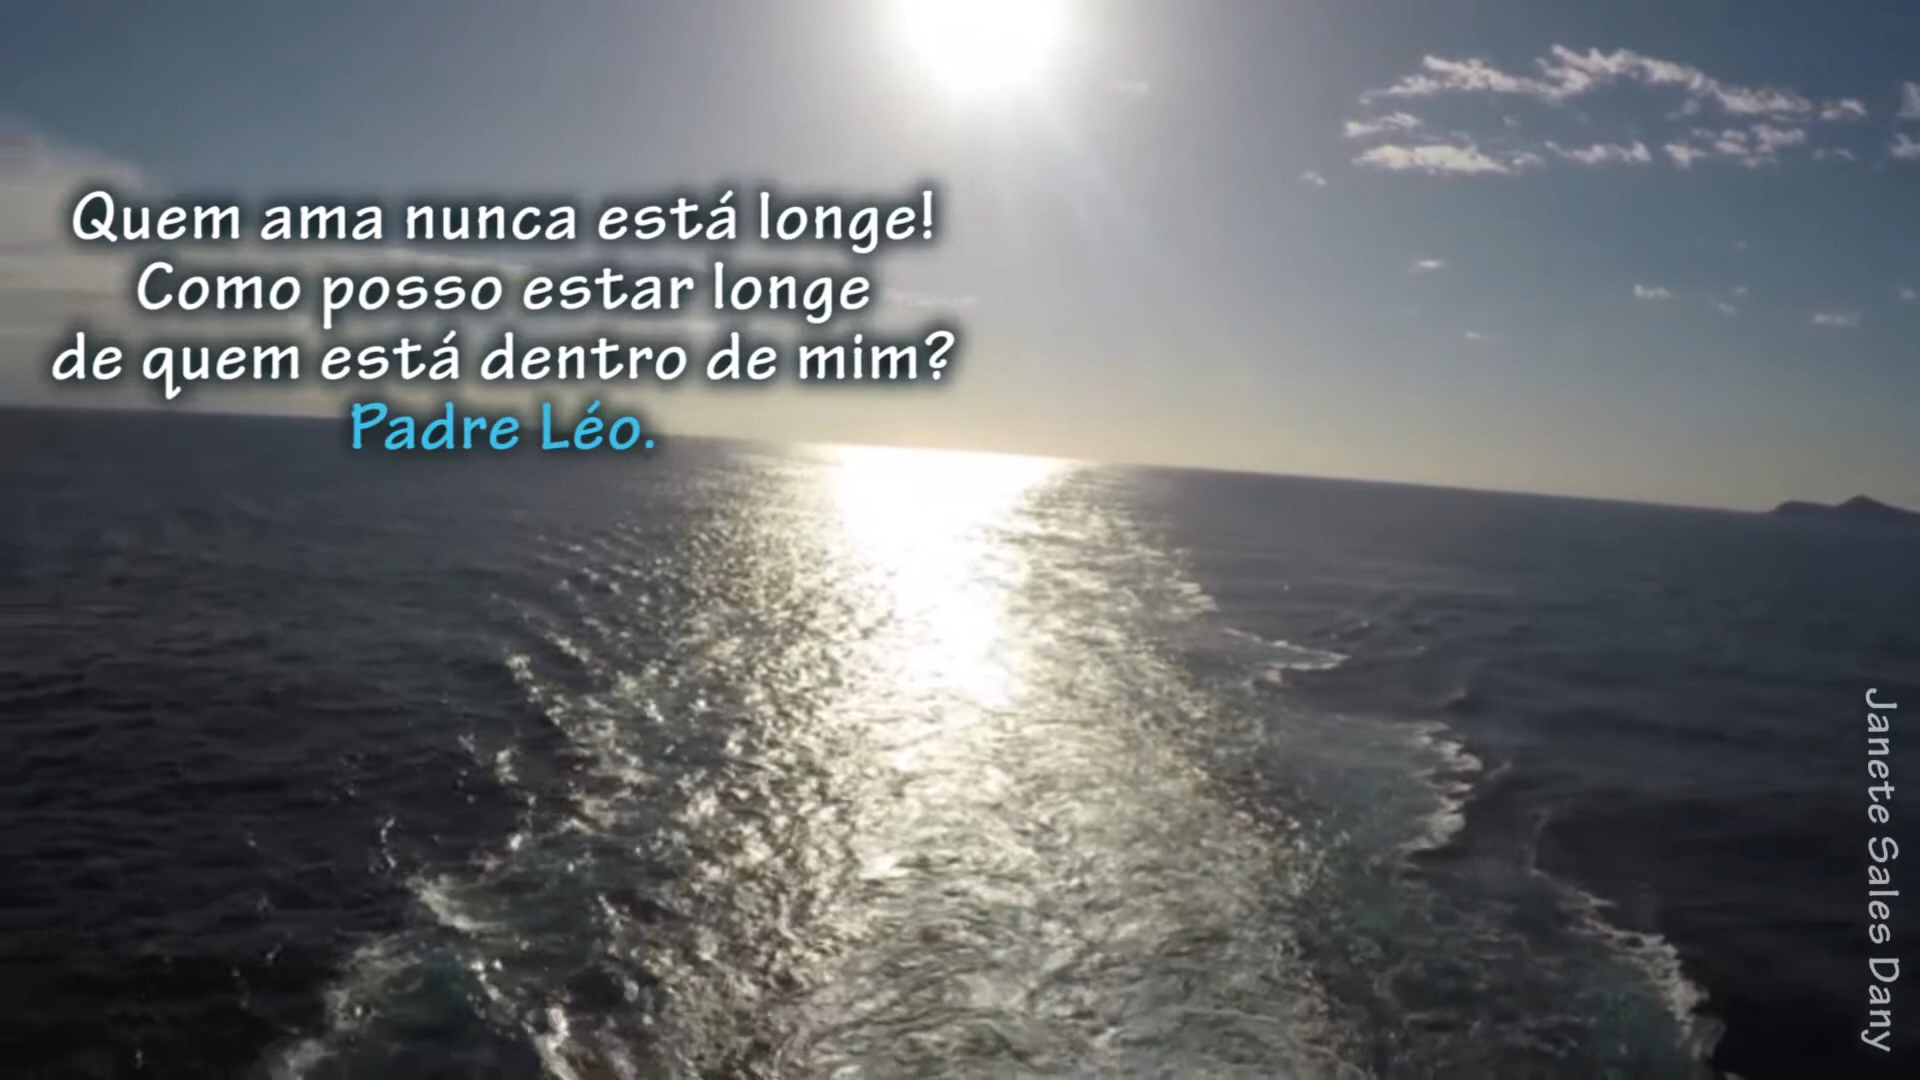 Quem ama nunca está longe!
Como posso estar longe
de quem está dentro de mim?
Padre Léo.
Janete Sales Dany